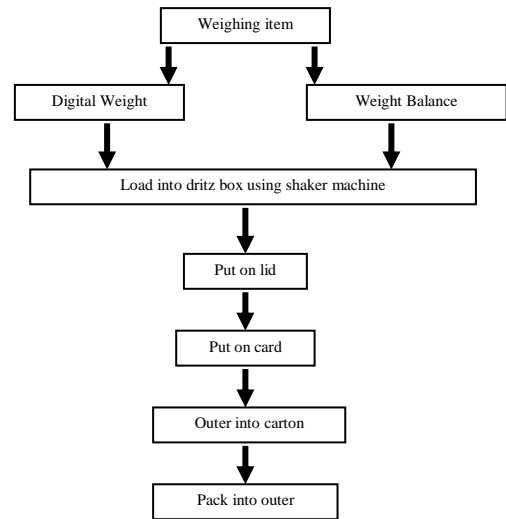 Weighing item
Digital Weight
Weight Balance
Load into dritz box using shaker machine
Put on lid
Put on card
Outer into carton
Pack into outer